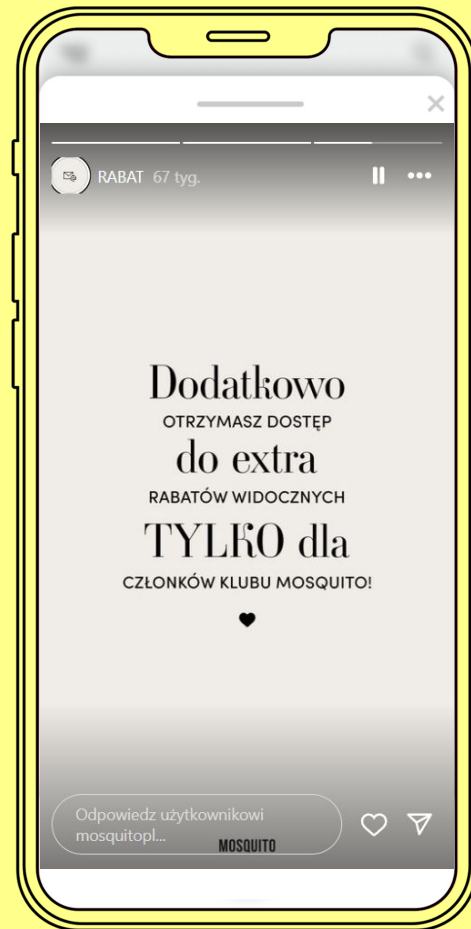 RABAT 67 tyg.
Dodatkowo
OTRZYMASZ DOSTĘP
do extra
RABATÓW WIDOCZNYCH
TYLKO dla
CZŁONKÓW KLUBU MOSQUITO!
Odpowiedz użytkownikowi
mosquitopl...
MOSQUITO